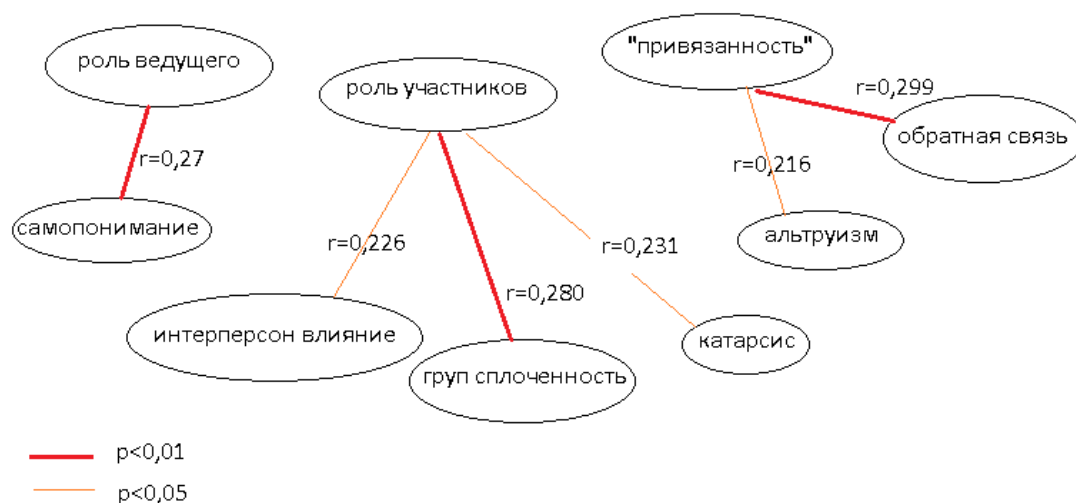 роль ведущего
r=0,27
самопонимание
роль участников
r=0,226
интерперсон влияние
r=0,280
груп сплоченность
r=0,231
катарсис
"привязанность"
r=0,299
обратная связь
r=0,216
альтруизм
p<0,01
p<0,05